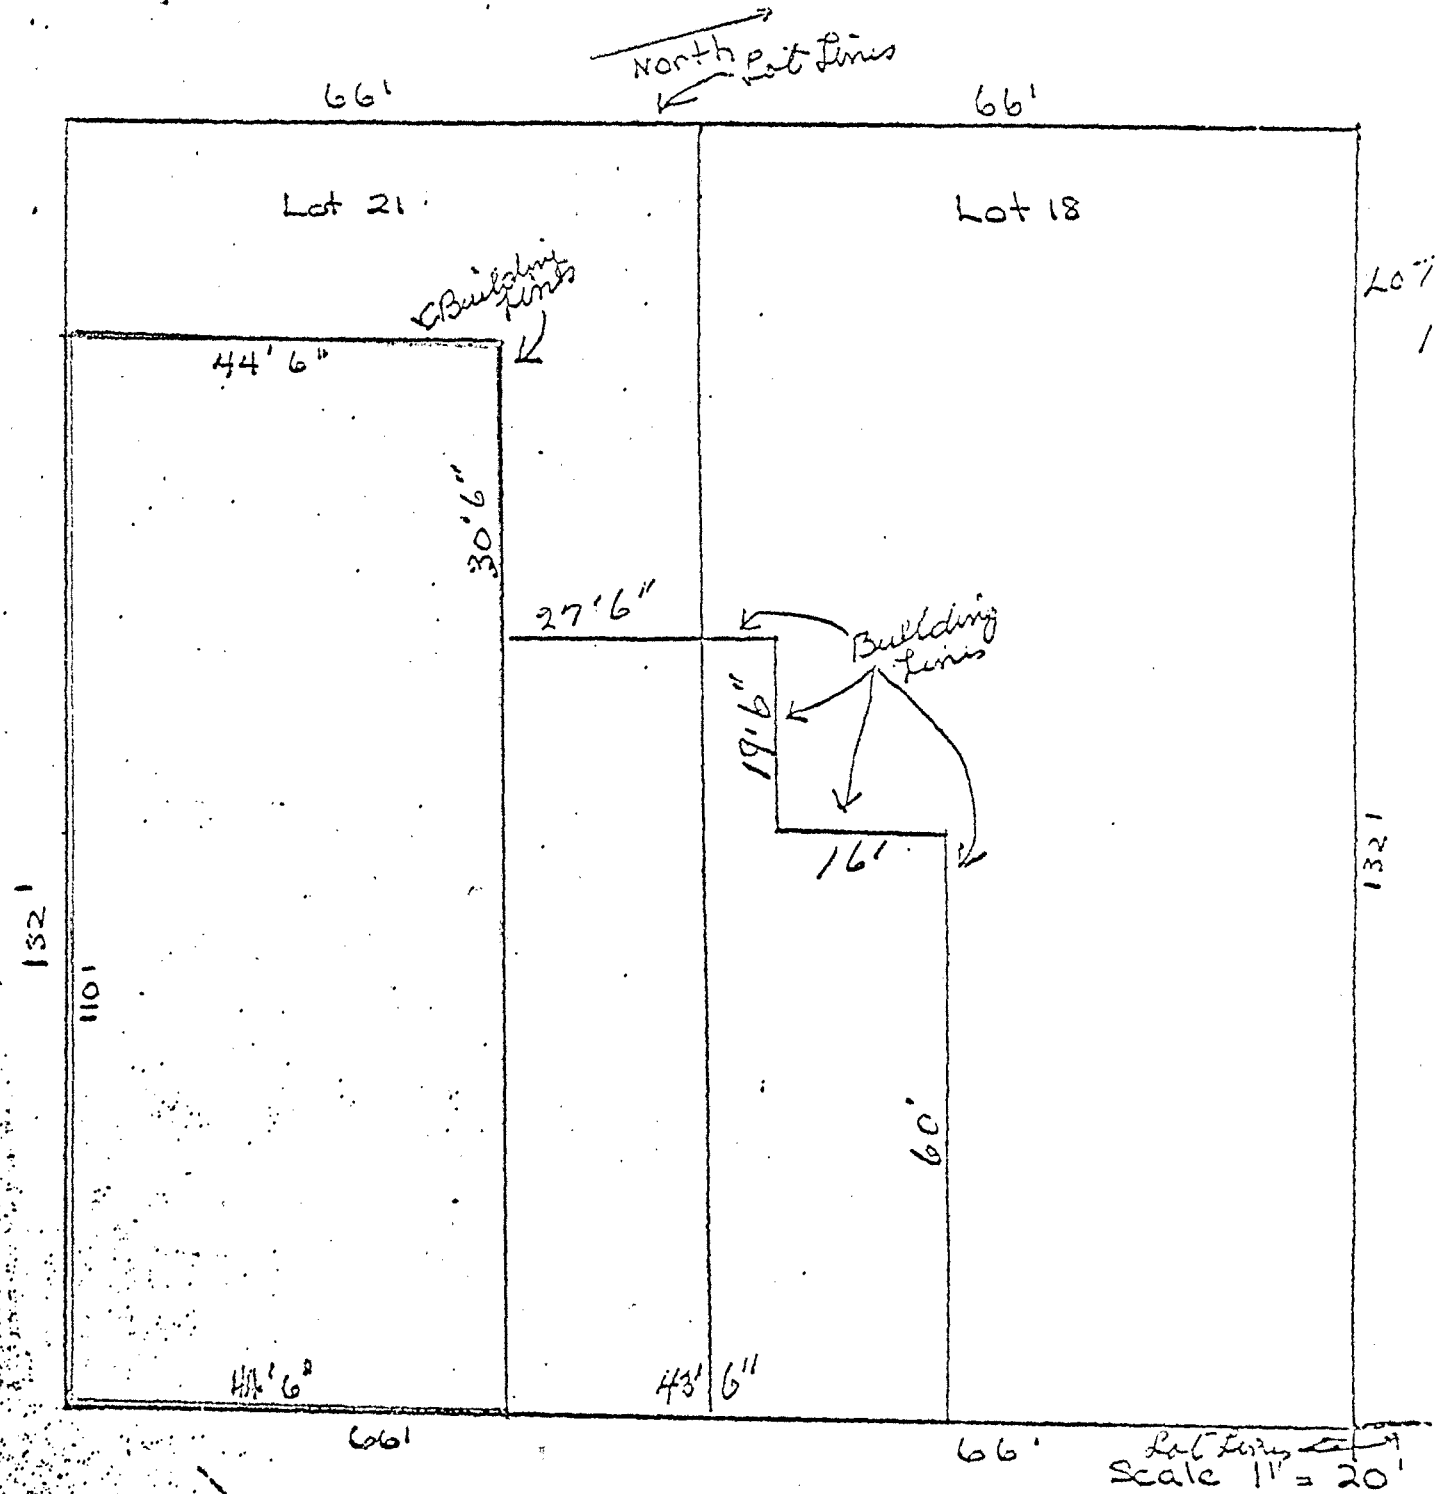 North
Lot Lines
66'
66'
Lot 21
Lot 18
Building
Lines
Lot
44' 6"
30' 6"
27' 6"
Building
Lines
19' 6"
16'
132'
132'
110'
60'
44' 6"
43' 6"
66'
66'
Lot Lines
Scale 1" = 20'